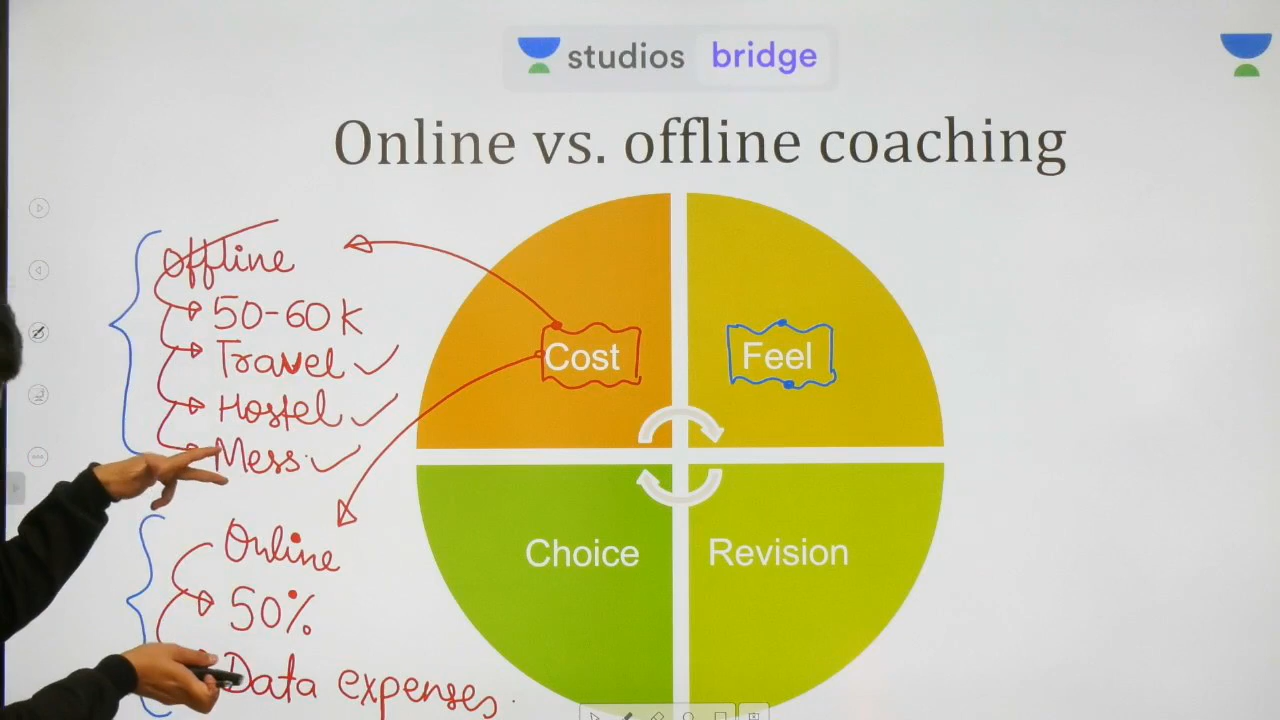 studios bridge
Online vs. offline coaching
offline
50-60 K
Travel
Hostel
Mess
Online
50%
Data expenses
Cost
Feel
Choice
Revision